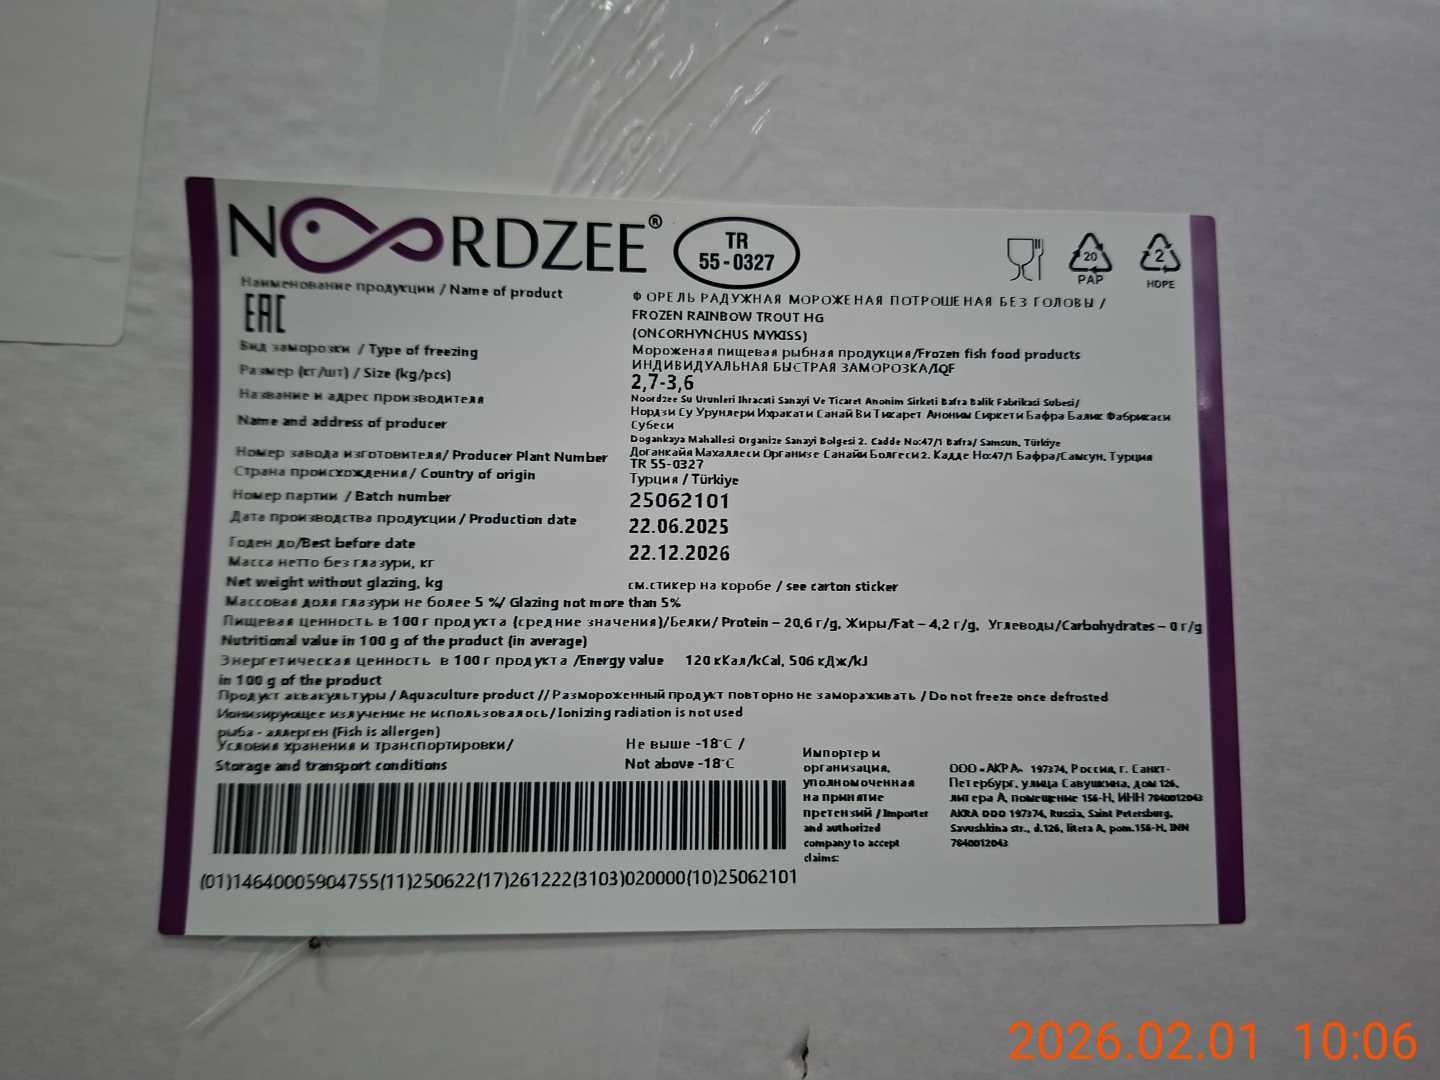 NOORDZEE®
TR
55-0327
20
PAP
2
HDPE
Наименование продукции / Name of product
EAC
ФОРЕЛЬ РАДУЖНАЯ МОРОЖЕНАЯ ПОТРОШЕНАЯ БЕЗ ГОЛОВЫ /
FROZEN RAINBOW TROUT HG
(ONCORHYNCHUS MYKISS)
Мороженая пищевая рыбная продукция/Frozen fish food products
Вид заморозки / Type of freezing
ИНДИВИДУАЛЬНАЯ БЫСТРАЯ ЗАМОРОЗКА/IQF
Размер (кг/шт) / Size (kg/pcs)
2,7-3,6
Название и адрес производителя
Name and address of producer
Noordzee Su Urunleri Ihracati Sanayi Ve Ticaret Anonim Sirketi Bafra Balik Fabrikasi Subesi/
Нордзи Су Урунлери Ихракати Санай Ви Тикарет Аноним Сиркети Бафра Балик Фабрикаси
Субеси
Dogankaya Mahallesi Organize Sanayi Bolgesi 2. Cadde No:47/1 Bafra/ Samsun, Türkiye
Доганкайа Махаллеси Организе Санайи Болгеси 2. Кадде Но:47/1 Бафра/Самсун, Турция
Номер завода изготовителя/ Producer Plant Number
TR 55-0327
Страна происхождения / Country of origin
Турция / Türkiye
Номер партии / Batch number
25062101
Дата производства продукции / Production date
22.06.2025
Годен до/Best before date
22.12.2026
Масса нетто без глазури, кг
Net weight without glazing, kg
см.стикер на коробе / see carton sticker
Массовая доля глазури не более 5 %/ Glazing not more than 5%
Пищевая ценность в 100 г продукта (средние значения)/Белки/ Protein – 20,6 г/g, Жиры/Fat – 4,2 г/g, Углеводы/Carbohydrates – 0 г/g
Nutritional value in 100 g of the product (in average)
Энергетическая ценность в 100 г продукта /Energy value 120 кКал/kCal, 506 кДж/kJ
in 100 g of the product
Продукт аквакультуры / Aquaculture product // Размороженный продукт повторно не замораживать / Do not freeze once defrosted
Ионизирующее излучение не использовалось/ Ionizing radiation is not used
рыба - аллерген (Fish is allergen)
Условия хранения и транспортировки/
Storage and transport conditions
Не выше -18°C /
Not above -18°C
Импортер и
организация,
уполномоченная
на принятие
претензий / Importer
and authorized
company to accept
claims:
ООО «АКРА» 197374, Россия, г. Санкт-
Петербург, улица Савушкина, дом 126,
литера А, помещение 156-Н, ИНН 7840012043
AKRA OOO 197374, Russia, Saint Petersburg,
Savushkina str., d.126, litera A, pom.156-H, INN
7840012043
(01)14640005904755(11)250622(17)261222(3103)020000(10)25062101
2026.02.01 10:06